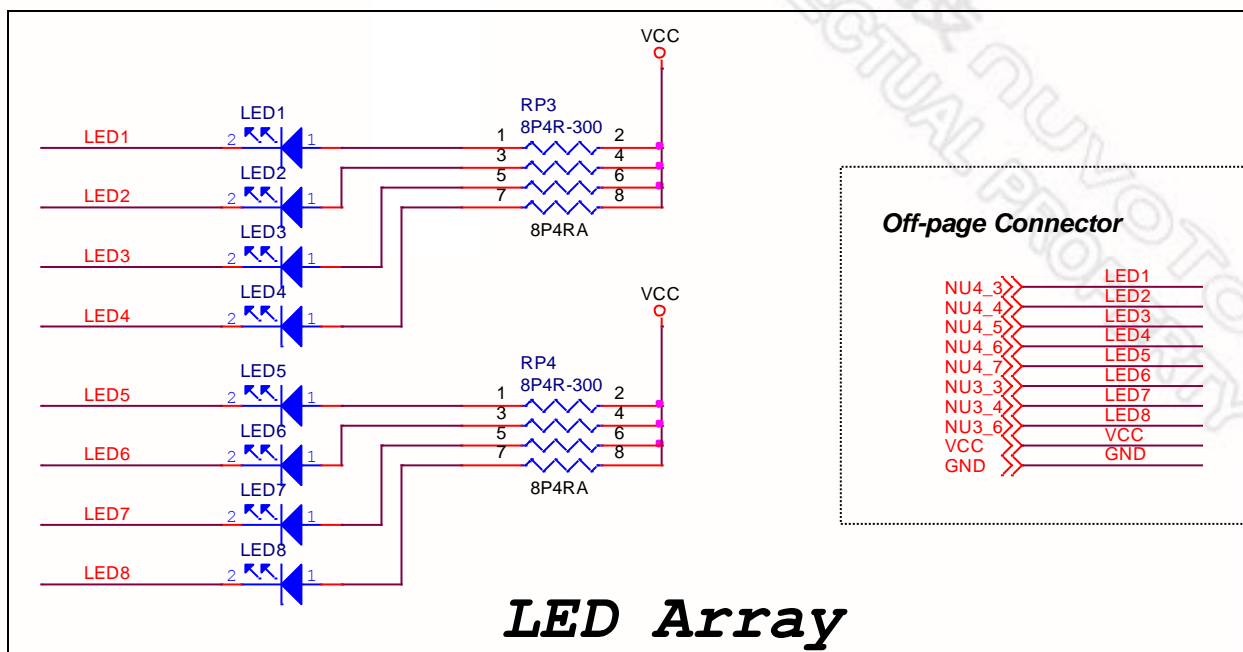 VCC
LED1
RP3
8P4R-300
LED1 2 1 1 2
3 4
LED2
5 6
LED2 2 1 7 8
8P4RA
LED3
LED3 2 1
LED4
LED4 2 1
VCC
LED5
RP4
8P4R-300
LED5 2 1 1 2
3 4
LED6
5 6
LED6 2 1 7 8
8P4RA
LED7
LED7 2 1
LED8
LED8 2 1
LED Array
Off-page Connector
NU4_3 LED1
NU4_4 LED2
NU4_5 LED3
NU4_6 LED4
NU4_7 LED5
NU3_3 LED6
NU3_4 LED7
NU3_6 LED8
VCC VCC
GND GND
NUVOTO
CTUAL PROPERTY